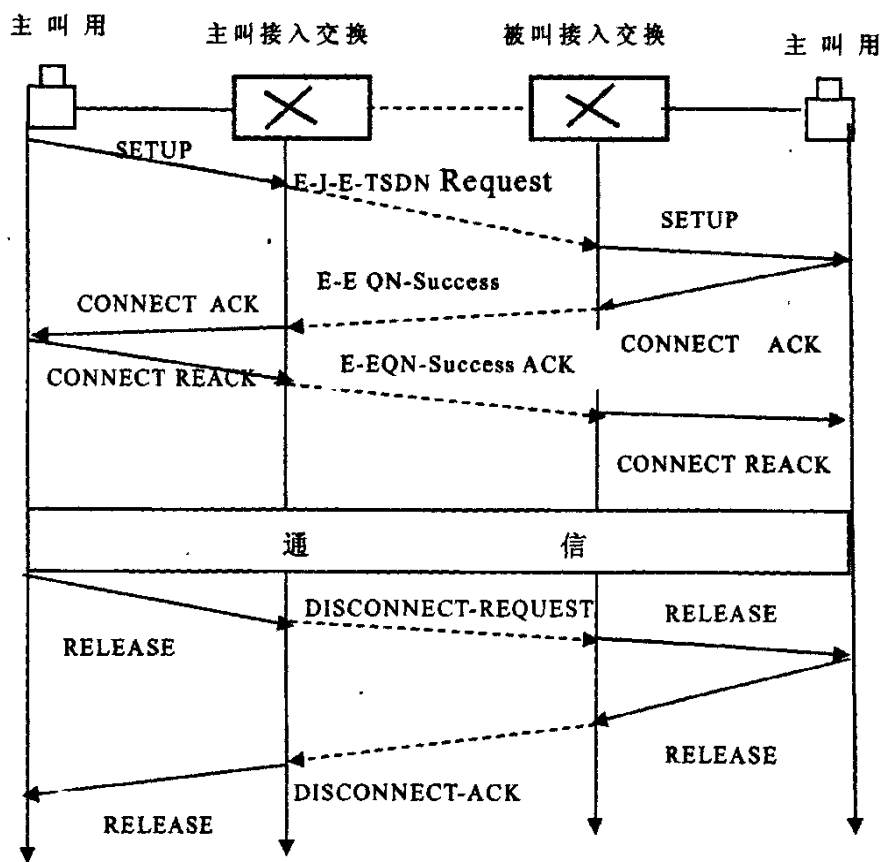 主叫用
主叫接入交换
被叫接入交换
主叫用
SETUP
E-I-E-TSDN Request
SETUP
E-E QN-Success
CONNECT ACK
CONNECT ACK
E-EQN-Success ACK
CONNECT REACK
CONNECT REACK
通 信
DISCONNECT-REQUEST
RELEASE
RELEASE
RELEASE
DISCONNECT-ACK
RELEASE